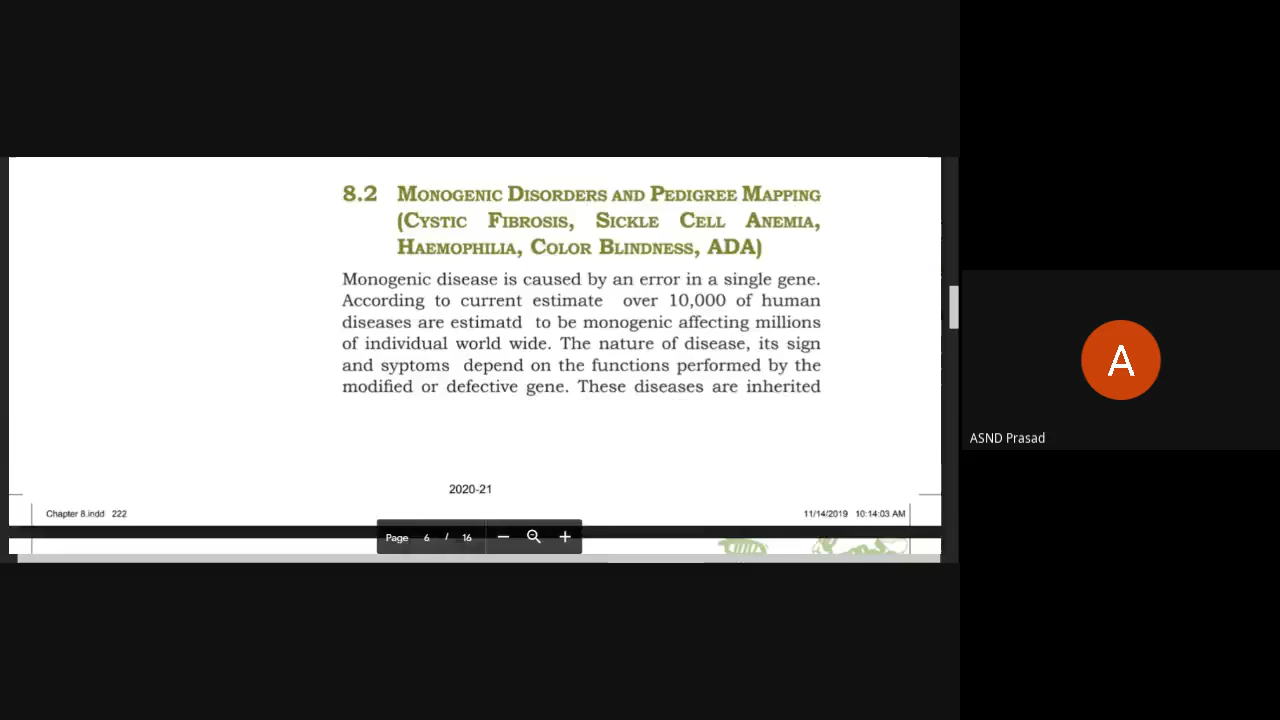 8.2 MONOGENIC DISORDERS AND PEDIGREE MAPPING
(CYSTIC FIBROSIS, SICKLE CELL ANEMIA,
HAEMOPHILIA, COLOR BLINDNESS, ADA)
Monogenic disease is caused by an error in a single gene.
According to current estimate over 10,000 of human
diseases are estimatd to be monogenic affecting millions
of individual world wide. The nature of disease, its sign
and syptoms depend on the functions performed by the
modified or defective gene. These diseases are inherited
2020-21
Chapter 8.indd 222
11/14/2019 10:14:03 AM
Page 6 / 16
A
ASND Prasad